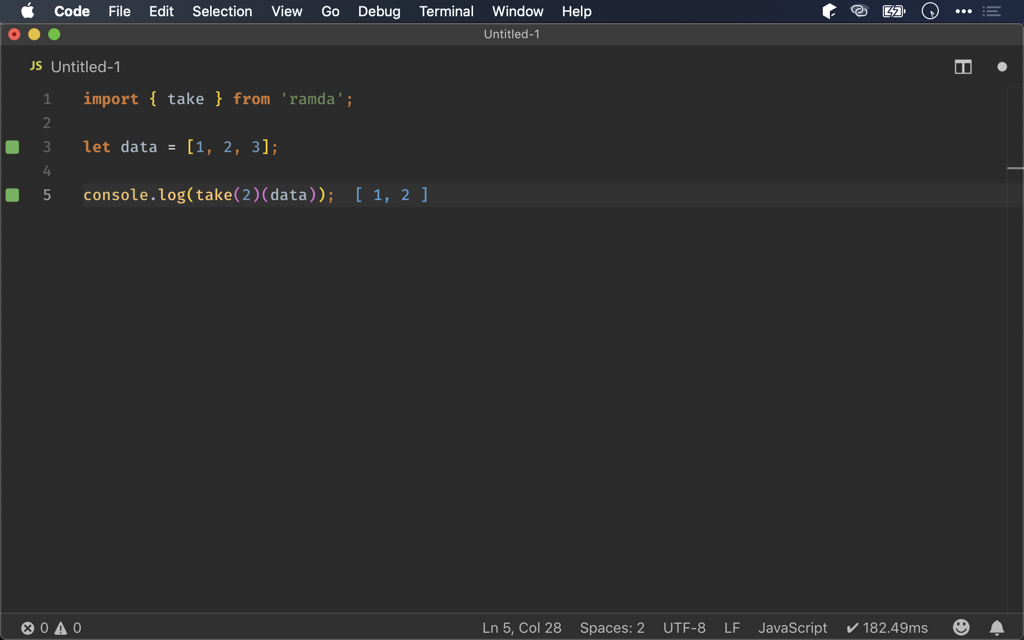 Code File Edit Selection View Go Debug Terminal Window Help
Untitled-1
JS Untitled-1
1 import { take } from 'ramda';
2
3 let data = [1, 2, 3];
4
5 console.log(take(2)(data)); [ 1, 2 ]
0 0 Ln 5, Col 28 Spaces: 2 UTF-8 LF JavaScript ✔ 182.49ms